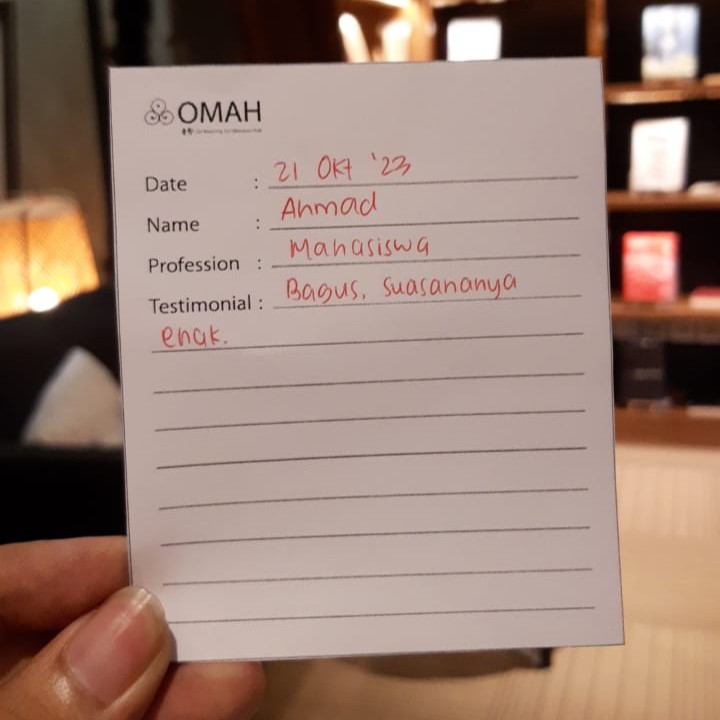 OMAH
Date : 21 Okt '23
Name : Ahmad
Profession : Mahasiswa
Testimonial : Bagus, suasananya
enak.